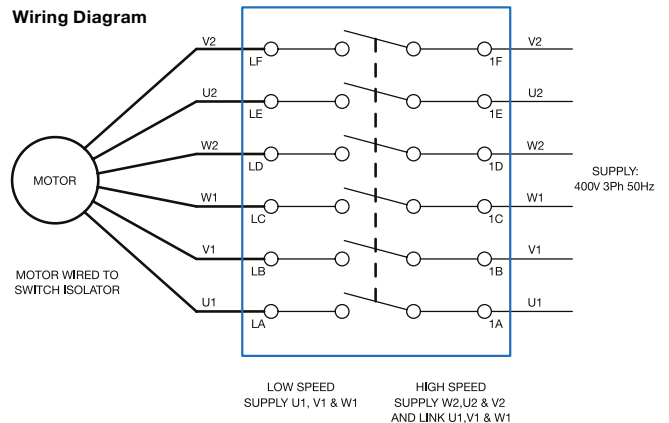 Wiring Diagram
V2 LF 1F V2
U2 LE 1E U2
W2 LD 1D W2
MOTOR
SUPPLY:
400V 3Ph 50Hz
W1 LC 1C W1
V1 LB 1B V1
MOTOR WIRED TO
SWITCH ISOLATOR
U1 LA 1A U1
LOW SPEED
SUPPLY U1, V1 & W1
HIGH SPEED
SUPPLY W2,U2 & V2
AND LINK U1,V1 & W1